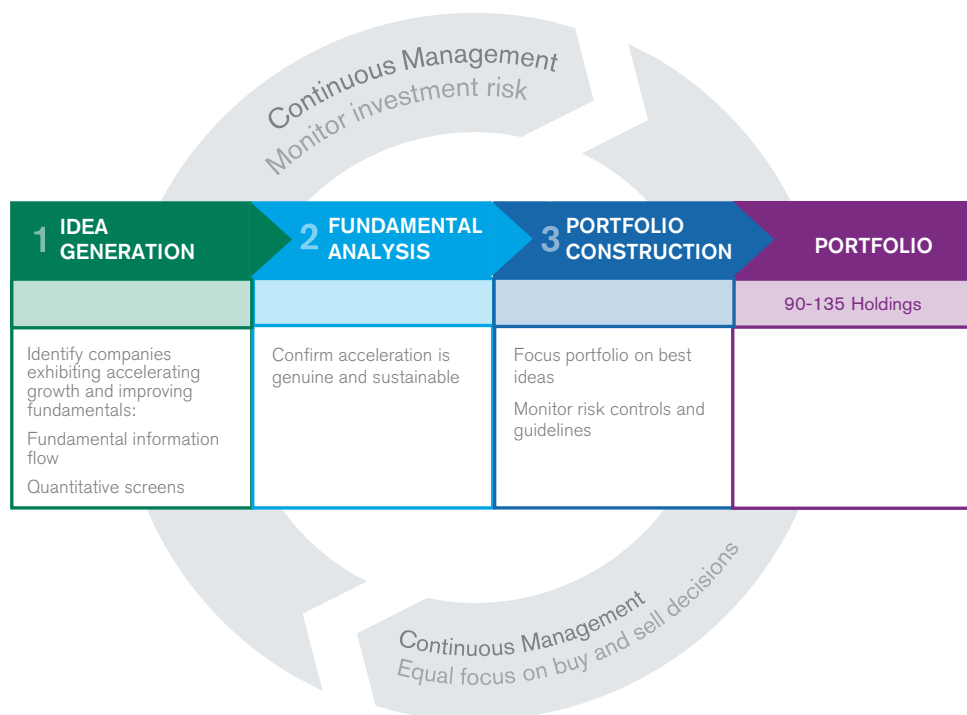 Continuous Management
Monitor investment risk
1 IDEA
GENERATION
2 FUNDAMENTAL
ANALYSIS
3 PORTFOLIO
CONSTRUCTION
PORTFOLIO
90-135 Holdings
Identify companies
exhibiting accelerating
growth and improving
fundamentals:
Fundamental information
flow
Quantitative screens
Confirm acceleration is
genuine and sustainable
Focus portfolio on best
ideas
Monitor risk controls and
guidelines
Continuous Management
Equal focus on buy and sell decisions